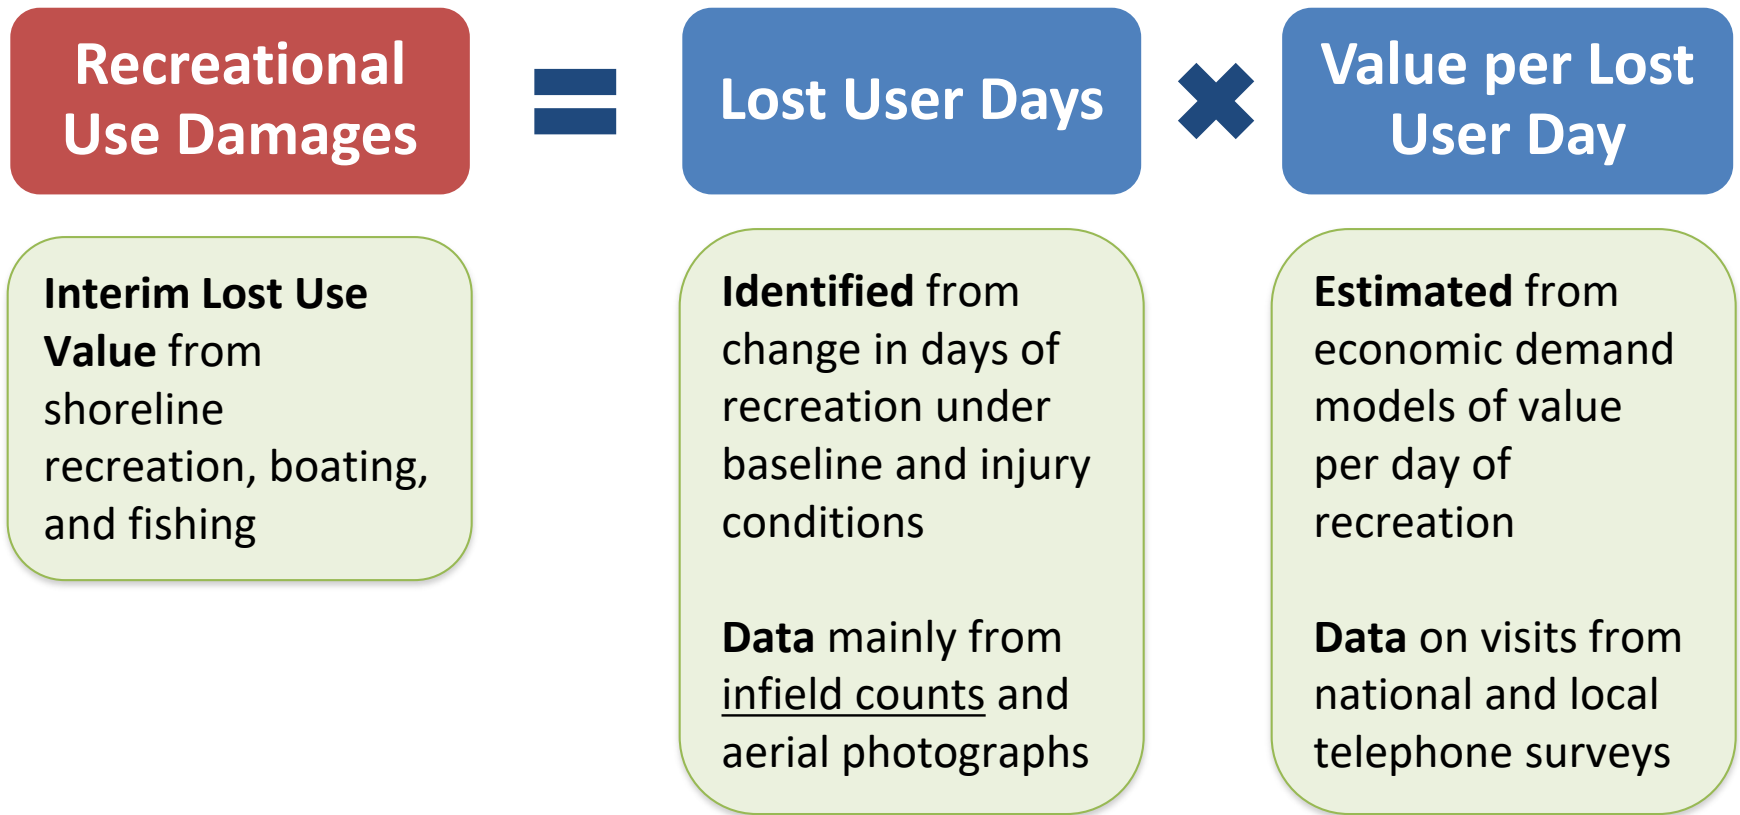 Recreational
Use Damages
=
Lost User Days
✖
Value per Lost
User Day
Interim Lost Use
Value from
shoreline
recreation, boating,
and fishing
Identified from
change in days of
recreation under
baseline and injury
conditions
Data mainly from
infield counts and
aerial photographs
Estimated from
economic demand
models of value
per day of
recreation
Data on visits from
national and local
telephone surveys